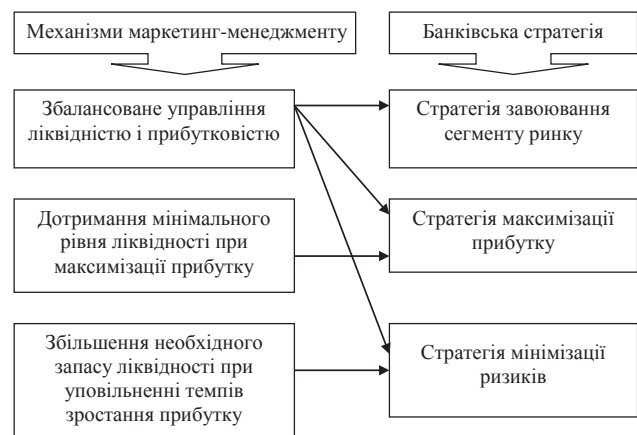 Механізми маркетинг-менеджменту
Банківська стратегія
Збалансоване управління
ліквідністю і прибутковістю
Стратегія завоювання
сегменту ринку
Дотримання мінімального
рівня ліквідності при
максимізації прибутку
Стратегія максимізації
прибутку
Збільшення необхідного
запасу ліквідності при
уповільненні темпів
зростання прибутку
Стратегія мінімізації
ризиків